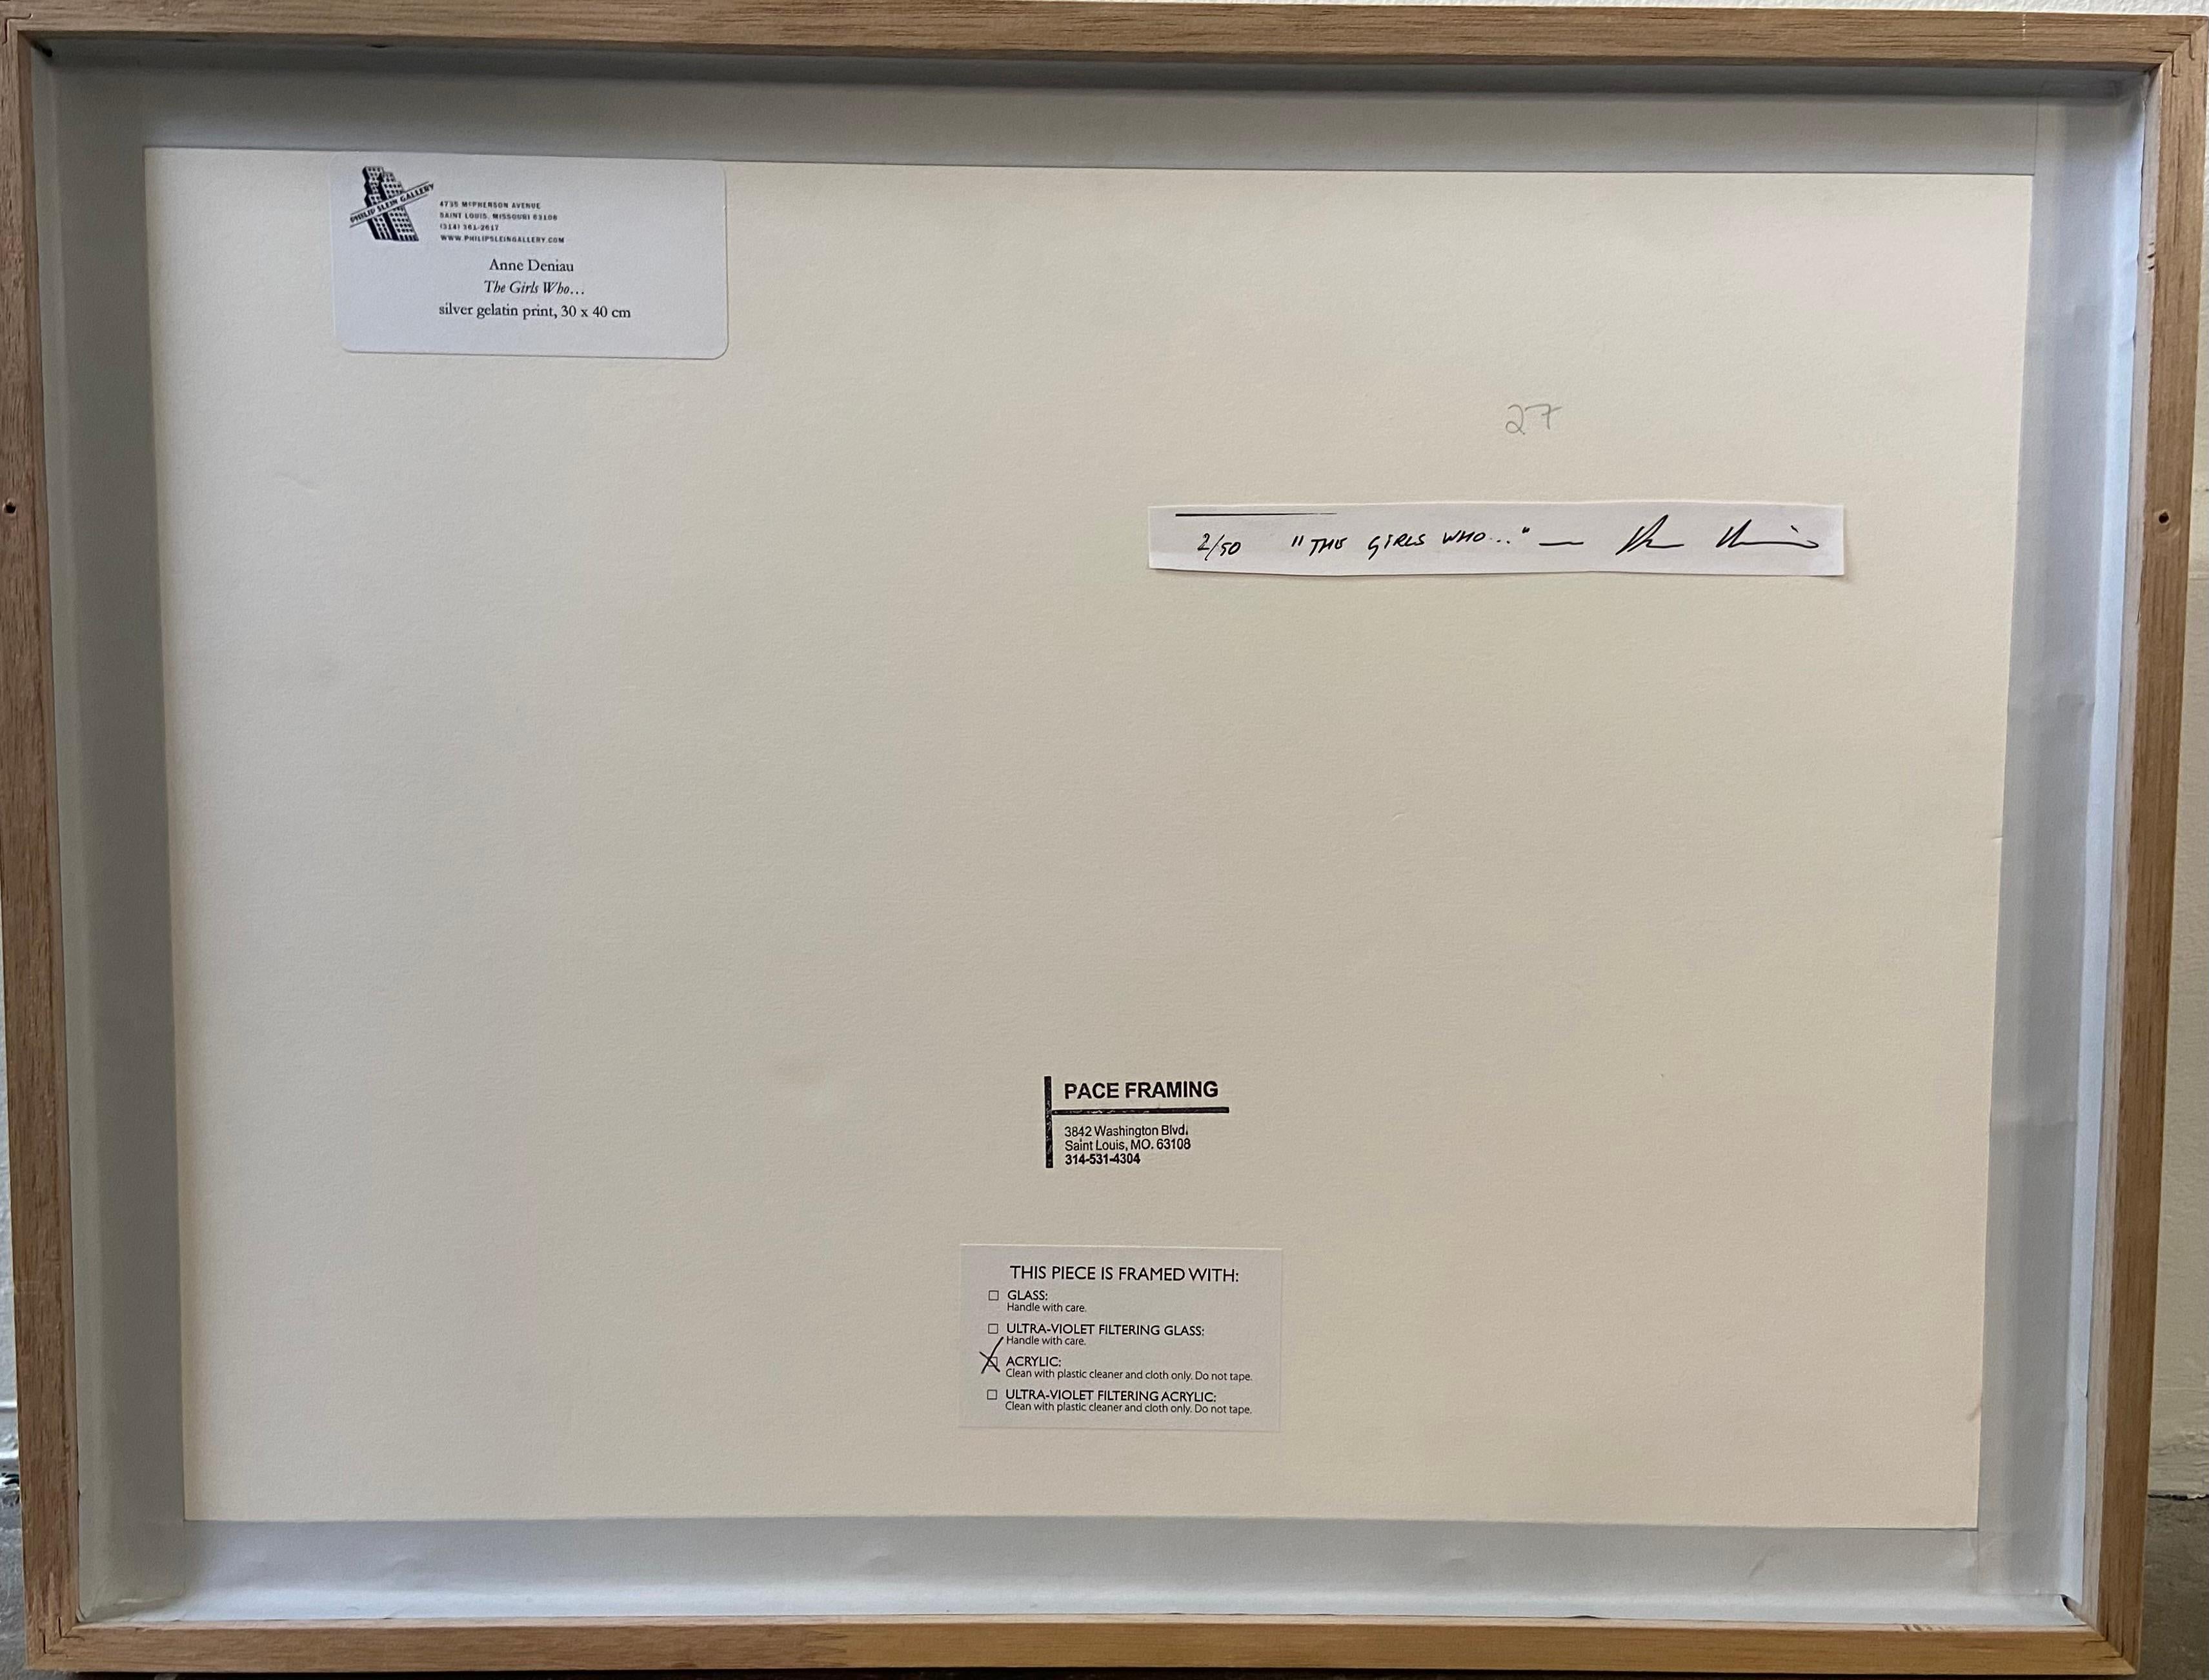 PHILIP SLEIN GALLERY
4735 MCPHERSON AVENUE
SAINT LOUIS, MISSOURI 63108
(314) 361-2617
WWW.PHILIPSLEINGALLERY.COM
Anne Deniau
The Girls Who...
silver gelatin print, 30 x 40 cm
27
2/50 "THE GIRLS WHO..." —
PACE FRAMING
3842 Washington Blvd.
Saint Louis, MO. 63108
314-531-4304
THIS PIECE IS FRAMED WITH:
☐ GLASS:
Handle with care.
☐ ULTRA-VIOLET FILTERING GLASS:
Handle with care.
☒ ACRYLIC:
Clean with plastic cleaner and cloth only. Do not tape.
☐ ULTRA-VIOLET FILTERING ACRYLIC:
Clean with plastic cleaner and cloth only. Do not tape.